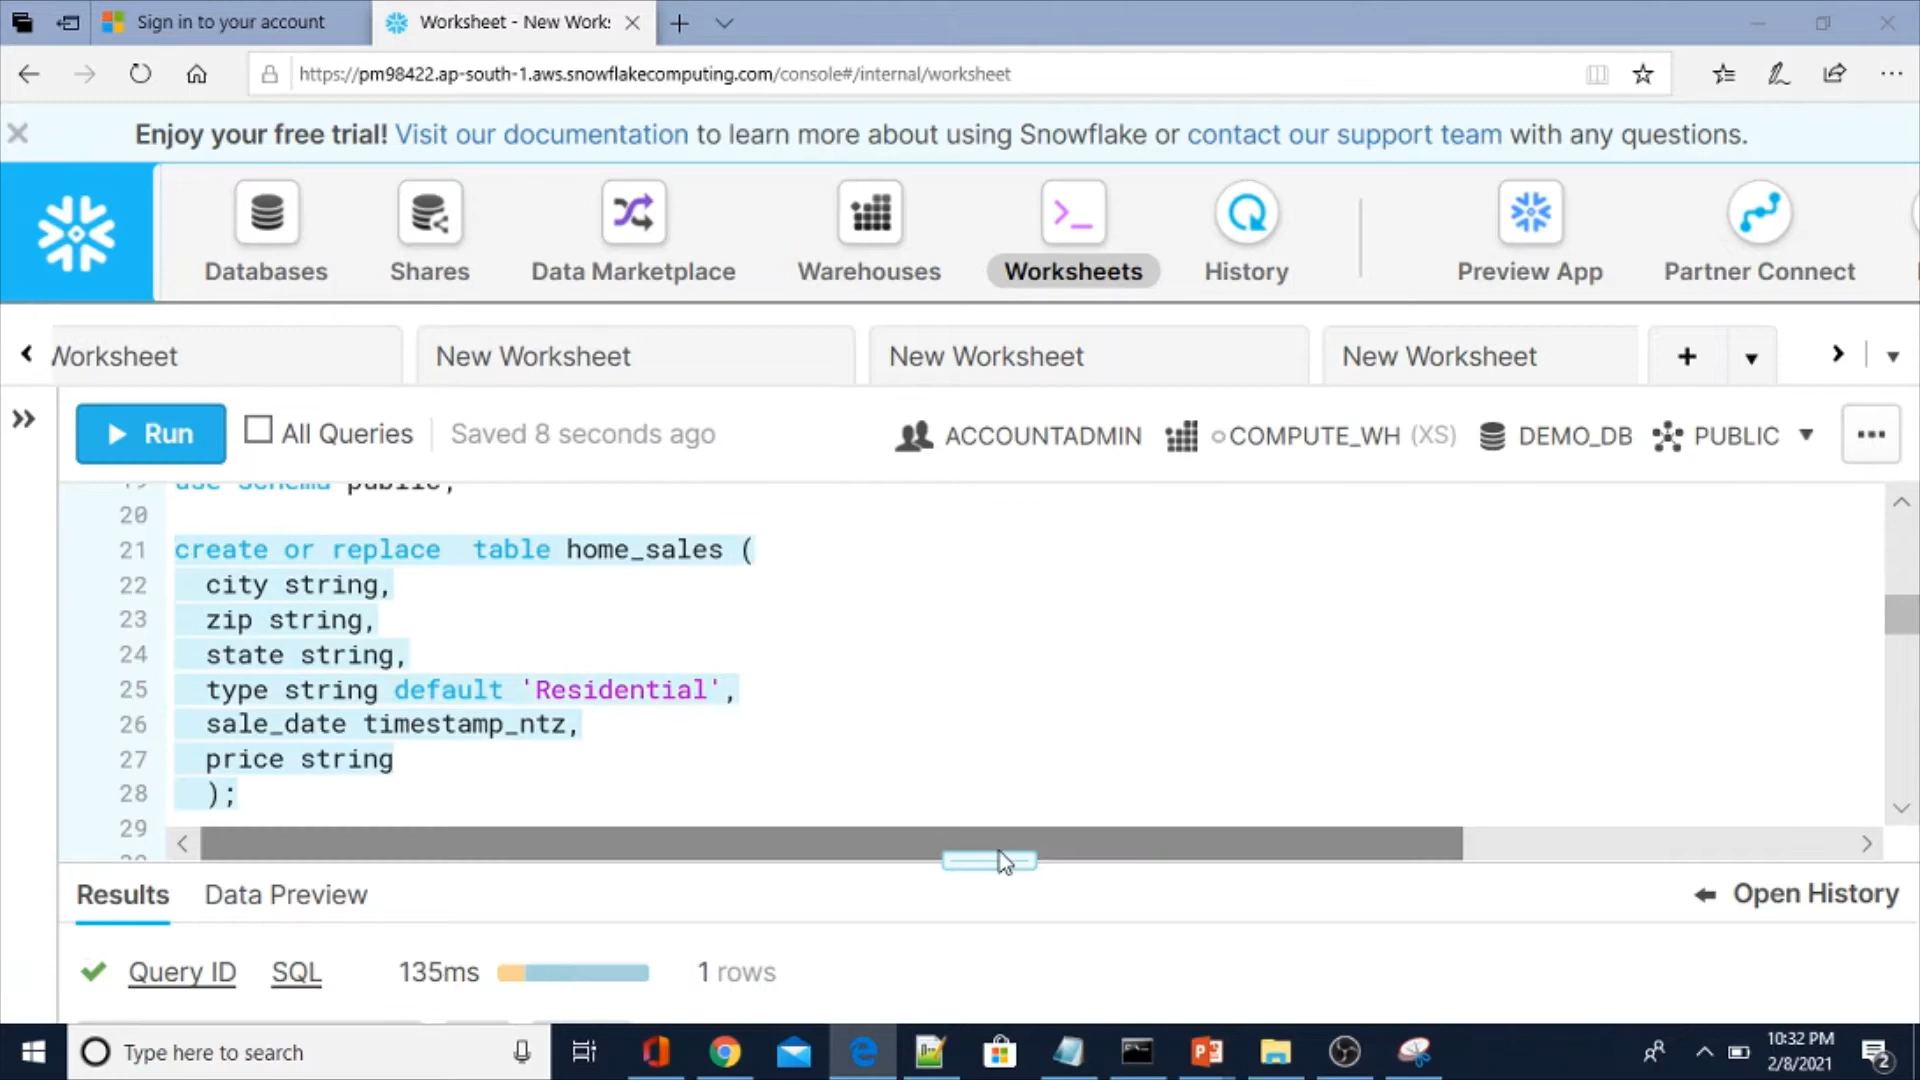 Sign in to your account
Worksheet - New Work:
https://pm98422.ap-south-1.aws.snowflakecomputing.com/console#/internal/worksheet
Enjoy your free trial! Visit our documentation to learn more about using Snowflake or contact our support team with any questions.
Databases
Shares
Data Marketplace
Warehouses
Worksheets
History
Preview App
Partner Connect
Worksheet
New Worksheet
New Worksheet
New Worksheet
Run
All Queries
Saved 8 seconds ago
ACCOUNTADMIN
COMPUTE_WH (XS)
DEMO_DB
PUBLIC
19 use schema public;
20
21 create or replace  table home_sales (
22 city string,
23 zip string,
24 state string,
25 type string default 'Residential',
26 sale_date timestamp_ntz,
27 price string
28 );
29
Results
Data Preview
Open History
Query ID
SQL
135ms
1 rows
Type here to search
10:32 PM
2/8/2021
2